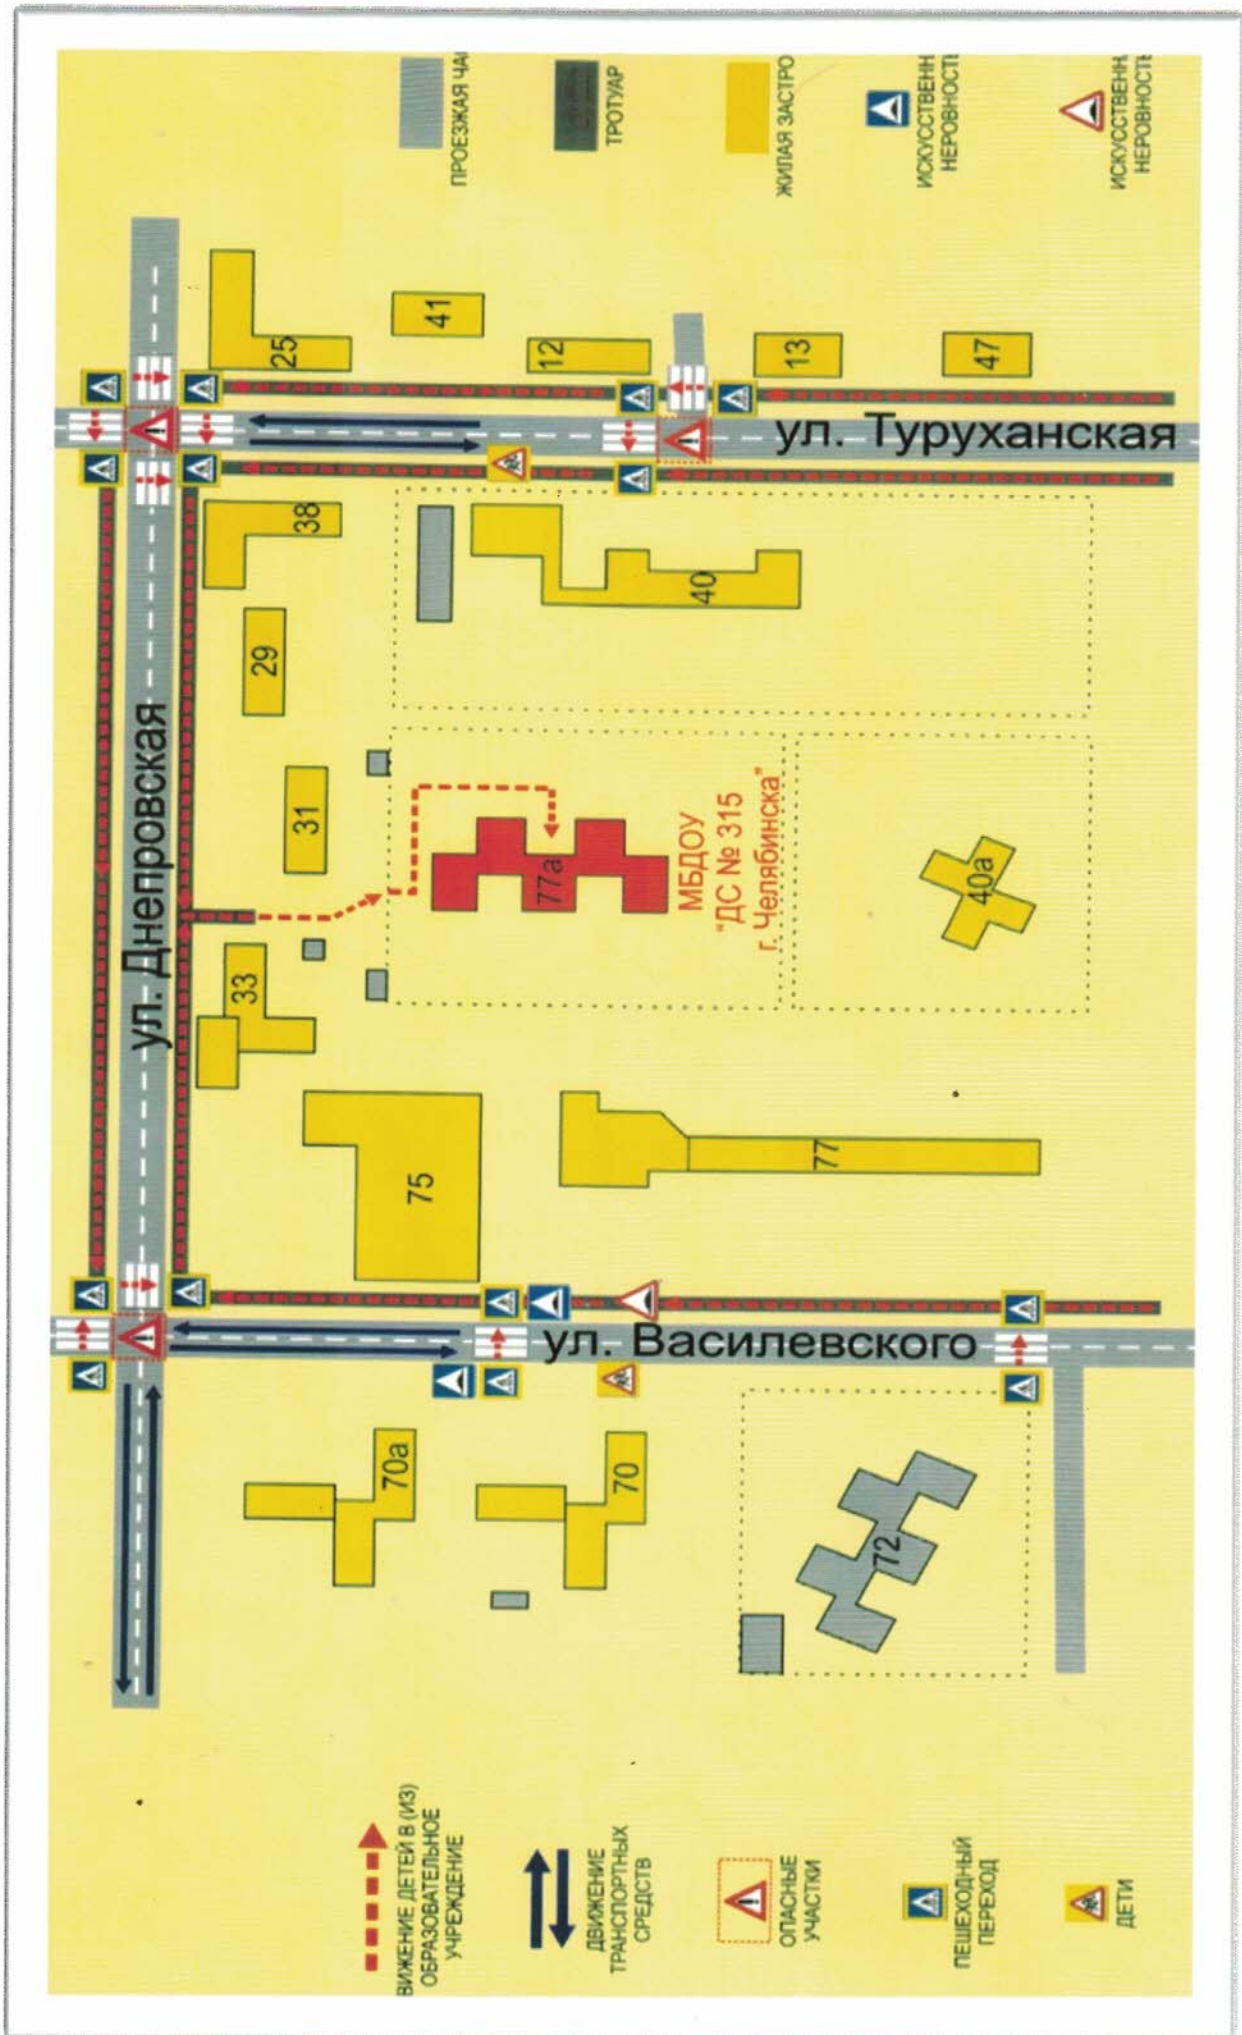 ул. Днепровская
ул. Туруханская
ул. Василевского
25
41
12
13
47
38
40
29
31
33
77а
МБДОУ
"ДС № 315
г. Челябинска"
40а
75
77
70а
70
72
ВИЖЕНИЕ ДЕТЕЙ В (ИЗ)
ОБРАЗОВАТЕЛЬНОЕ
УЧРЕЖДЕНИЕ
ДВИЖЕНИЕ
ТРАНСПОРТНЫХ
СРЕДСТВ
ОПАСНЫЕ
УЧАСТКИ
ПЕШЕХОДНЫЙ
ПЕРЕХОД
ДЕТИ
ПРОЕЗЖАЯ ЧА
ТРОТУАР
ЖИЛАЯ ЗАСТРО
ИСКУССТВЕНН
НЕРОВНОСТЬ
ИСКУССТВЕНН
НЕРОВНОСТЬ